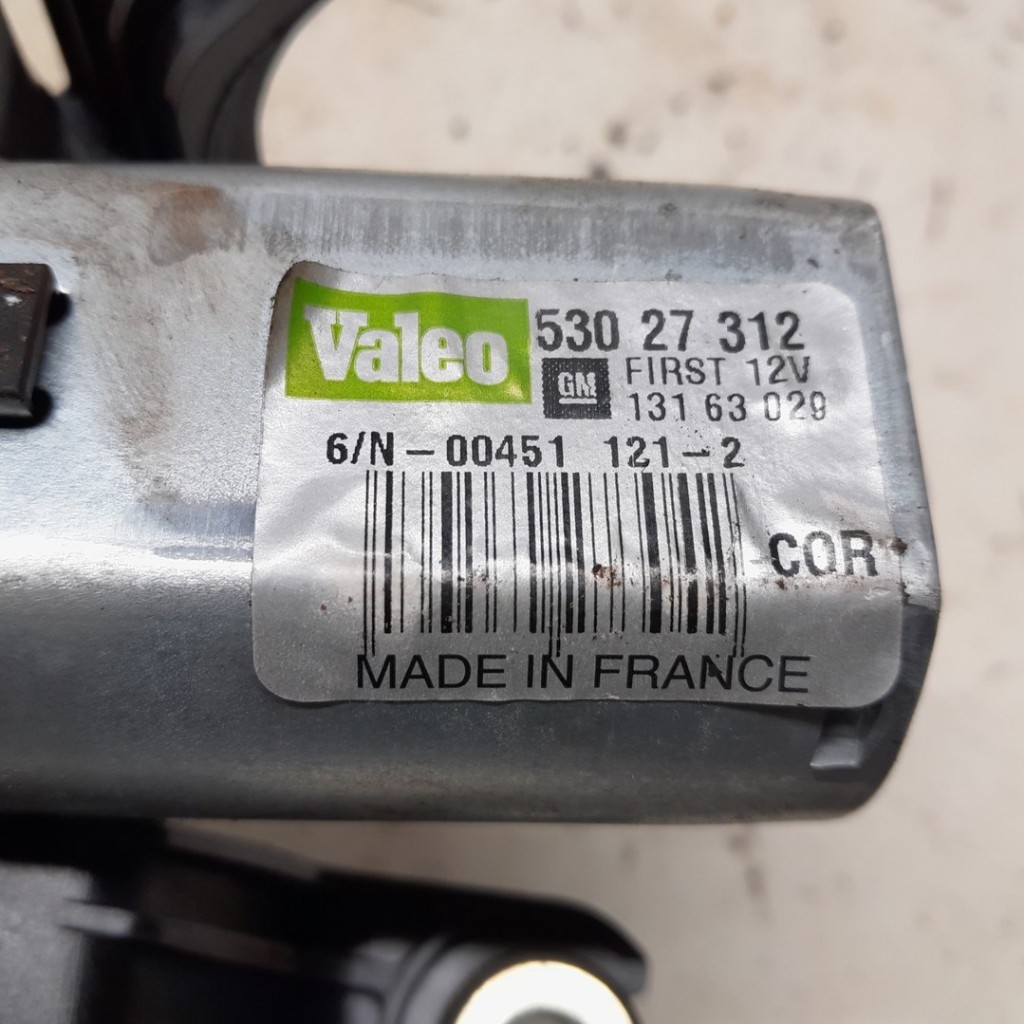 Valeo 530 27 312
GM FIRST 12V
131 63 029
6/N-00451 121-2
COR
MADE IN FRANCE